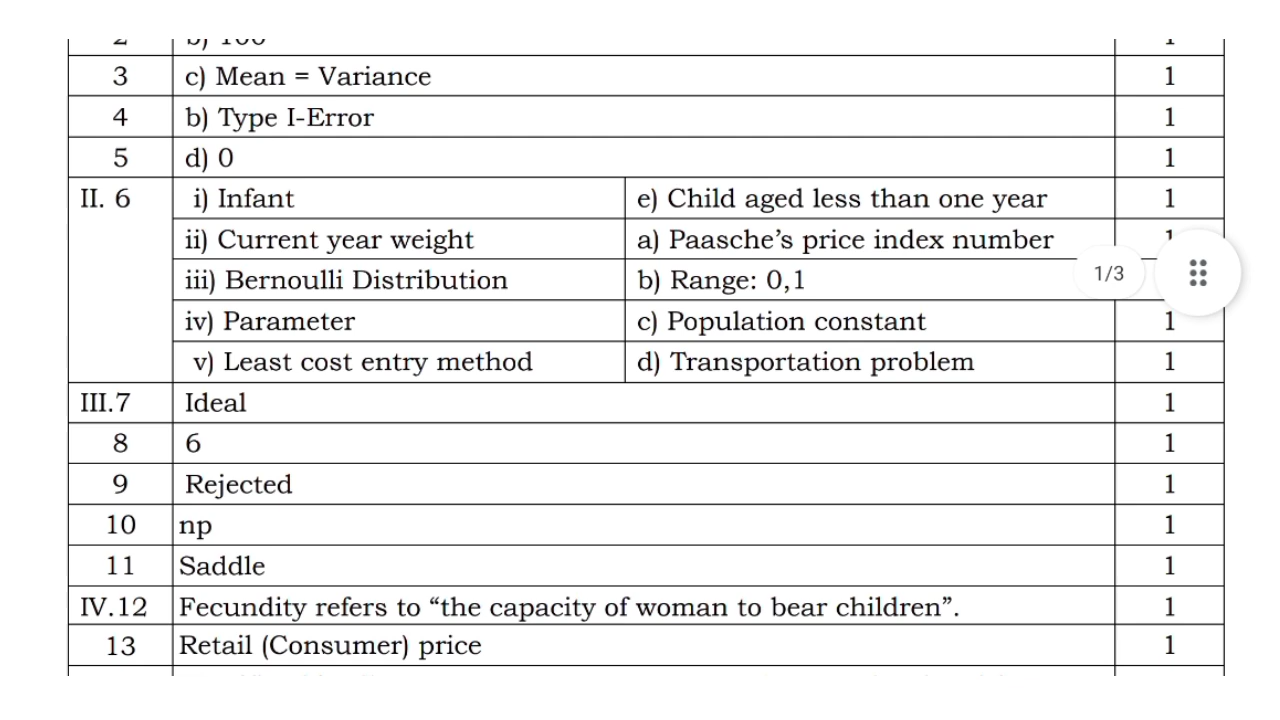 3 c) Mean = Variance 1
4 b) Type I-Error 1
5 d) 0 1
II. 6 i) Infant e) Child aged less than one year 1
ii) Current year weight a) Paasche's price index number
iii) Bernoulli Distribution b) Range: 0,1 1/3
iv) Parameter c) Population constant 1
v) Least cost entry method d) Transportation problem 1
III.7 Ideal 1
8 6 1
9 Rejected 1
10 np 1
11 Saddle 1
IV.12 Fecundity refers to “the capacity of woman to bear children”. 1
13 Retail (Consumer) price 1